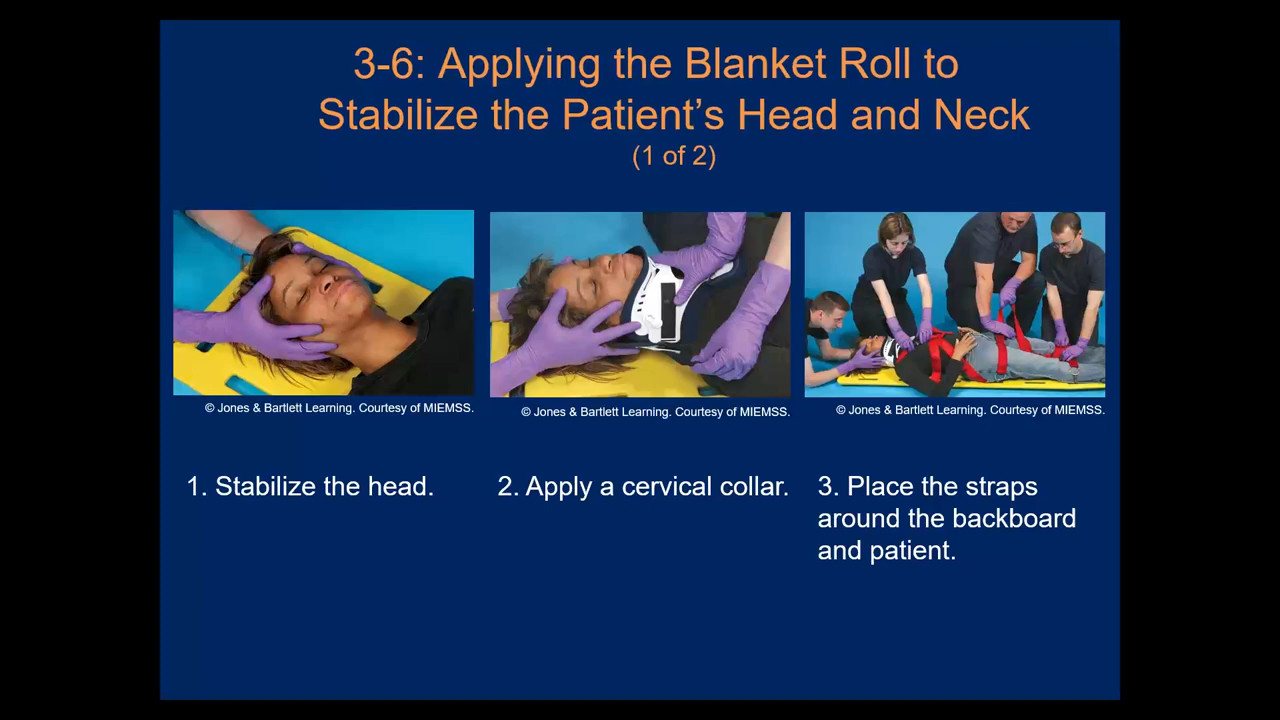 3-6: Applying the Blanket Roll to
Stabilize the Patient’s Head and Neck
(1 of 2)
© Jones & Bartlett Learning. Courtesy of MIEMSS.
© Jones & Bartlett Learning. Courtesy of MIEMSS.
© Jones & Bartlett Learning. Courtesy of MIEMSS.
1. Stabilize the head.
2. Apply a cervical collar.
3. Place the straps
around the backboard
and patient.